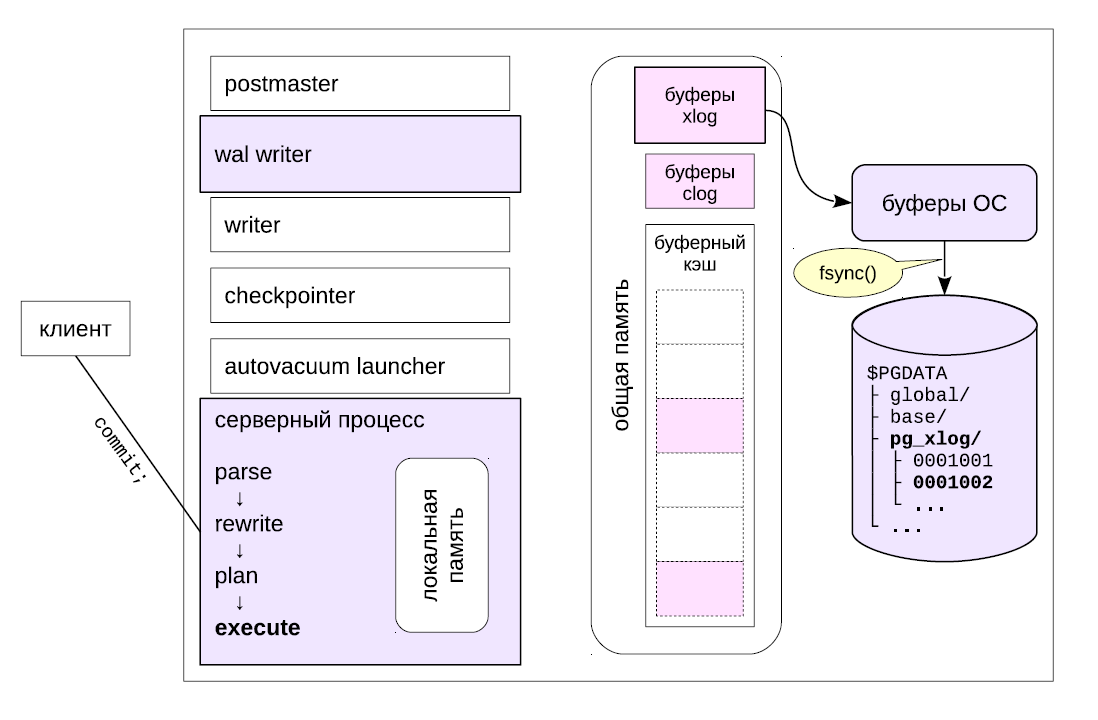 postmaster
wal writer
writer
checkpointer
autovacuum launcher
клиент
commit;
серверный процесс
parse
↓
rewrite
↓
plan
↓
execute
локальная
память
общая память
буферы
xlog
буферы
clog
буферный
кэш
буферы ОС
fsync()
$PGDATA
├ global/
├ base/
├ pg_xlog/
│ ├ 0001001
│ ├ 0001002
│ └ ...
└ ...